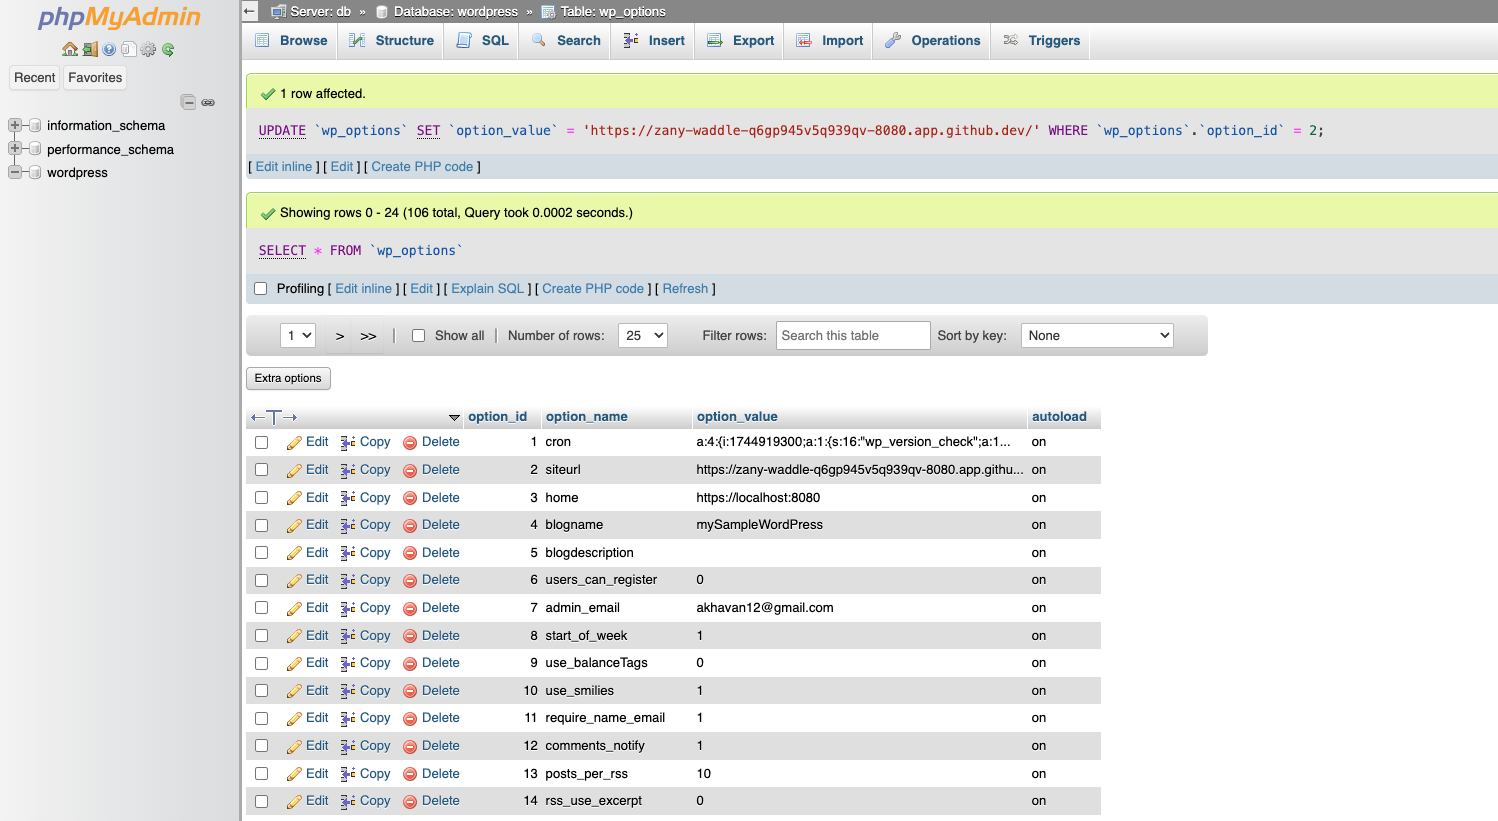 phpMyAdmin
Recent Favorites
information_schema
performance_schema
wordpress
Server: db » Database: wordpress » Table: wp_options
Browse Structure SQL Search Insert Export Import Operations Triggers
1 row affected.
UPDATE `wp_options` SET `option_value` = 'https://zany-waddle-q6gp945v5q939qv-8080.app.github.dev/' WHERE `wp_options`.`option_id` = 2;
[ Edit inline ] [ Edit ] [ Create PHP code ]
Showing rows 0 - 24 (106 total, Query took 0.0002 seconds.)
SELECT * FROM `wp_options`
Profiling [ Edit inline ] [ Edit ] [ Explain SQL ] [ Create PHP code ] [ Refresh ]
1 > >> | Show all | Number of rows: 25 Filter rows: Search this table Sort by key: None
Extra options
←T→ option_id option_name option_value autoload
Edit Copy Delete 1 cron a:4:{i:1744919300;a:1:{s:16:"wp_version_check";a:1... on
Edit Copy Delete 2 siteurl https://zany-waddle-q6gp945v5q939qv-8080.app.githu... on
Edit Copy Delete 3 home https://localhost:8080 on
Edit Copy Delete 4 blogname mySampleWordPress on
Edit Copy Delete 5 blogdescription on
Edit Copy Delete 6 users_can_register 0 on
Edit Copy Delete 7 admin_email akhavan12@gmail.com on
Edit Copy Delete 8 start_of_week 1 on
Edit Copy Delete 9 use_balanceTags 0 on
Edit Copy Delete 10 use_smilies 1 on
Edit Copy Delete 11 require_name_email 1 on
Edit Copy Delete 12 comments_notify 1 on
Edit Copy Delete 13 posts_per_rss 10 on
Edit Copy Delete 14 rss_use_excerpt 0 on